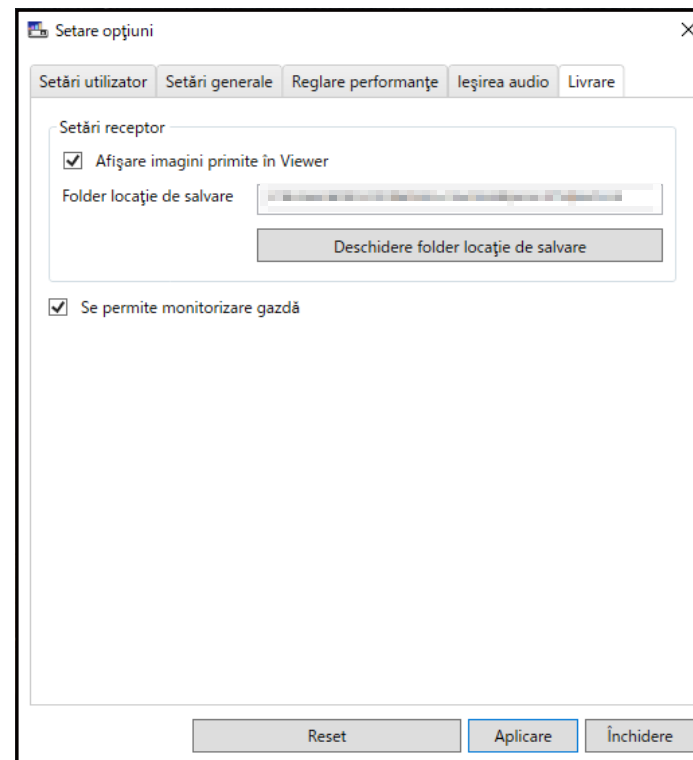 Setare opţiuni
Setări utilizator Setări generale Reglare performanţe Ieşirea audio Livrare
Setări receptor
Afişare imagini primite în Viewer
Folder locaţie de salvare
Deschidere folder locaţie de salvare
Se permite monitorizare gazdă
Reset Aplicare Închidere